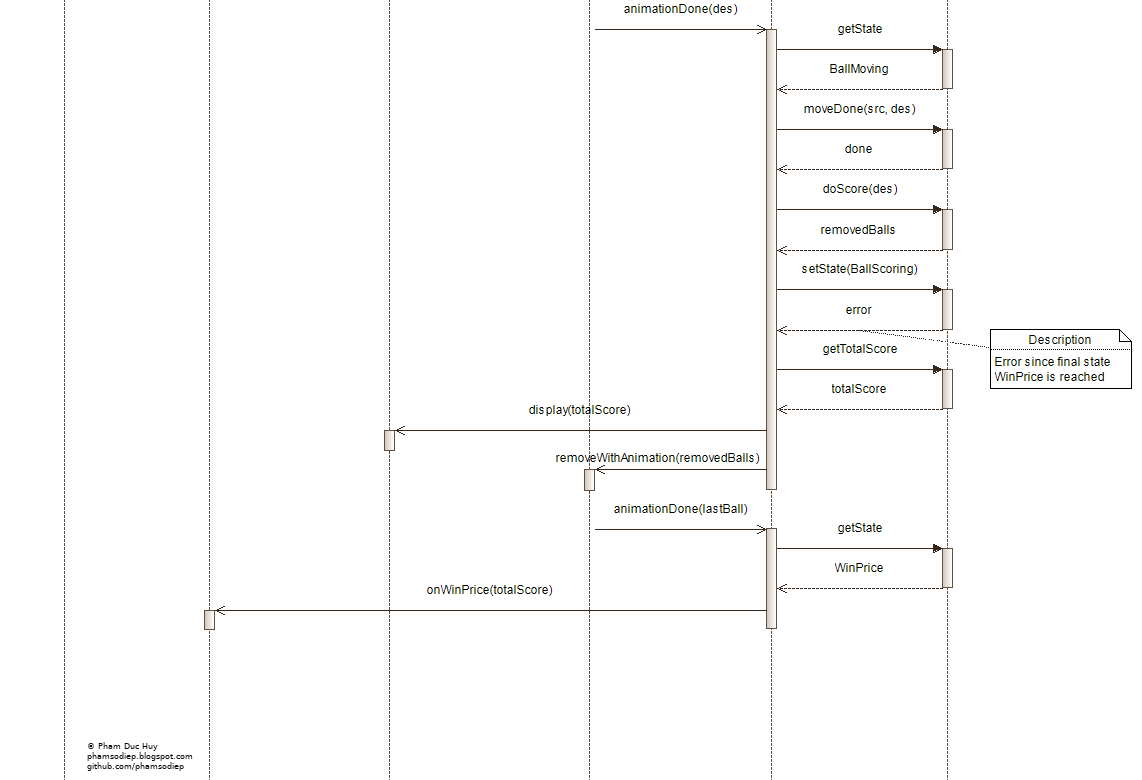 animationDone(des)
getState
BallMoving
moveDone(src, des)
done
doScore(des)
removedBalls
setState(BallScoring)
error
Description
Error since final state
WinPrice is reached
getTotalScore
totalScore
display(totalScore)
removeWithAnimation(removedBalls)
animationDone(lastBall)
getState
WinPrice
onWinPrice(totalScore)
© Pham Duc Huy
phamsodiep.blogspot.com
github.com/phamsodiep